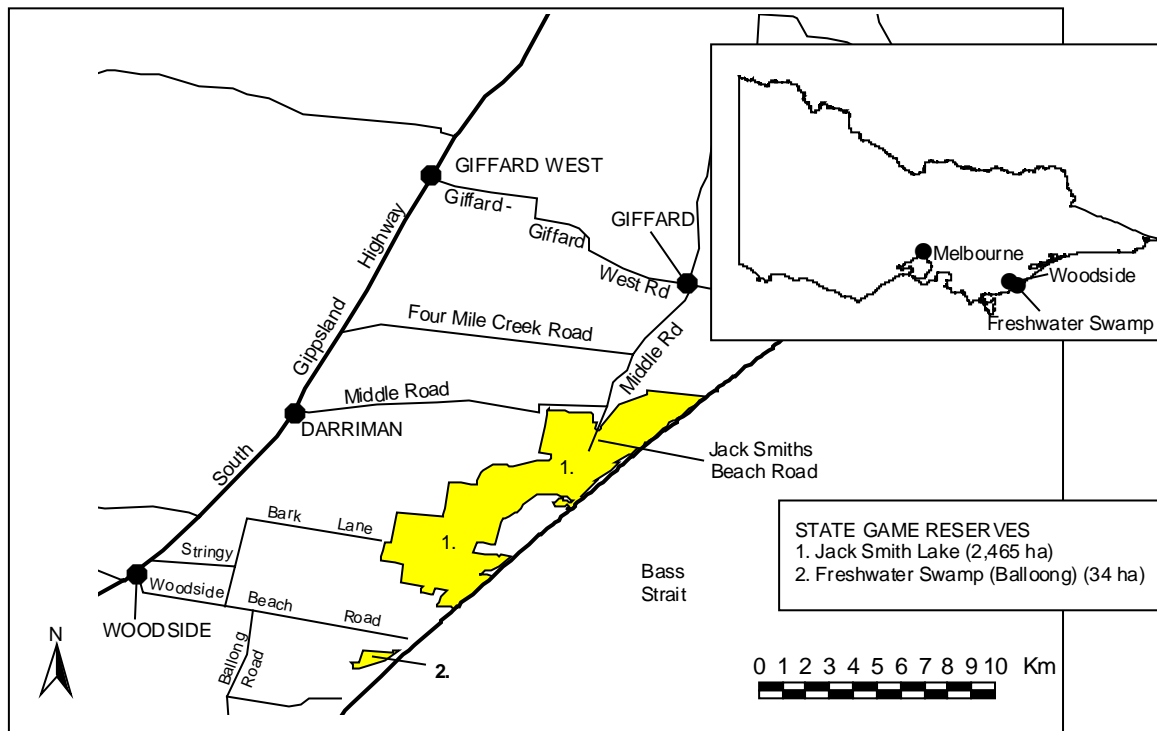 GIFFARD WEST
Giffard -
Giffard
West Rd
GIFFARD
Highway
Gippsland
South
Four Mile Creek Road
Middle Rd
Middle Road
DARRIMAN
Jack Smiths
Beach Road
1.
1.
Bark Lane
Stringy
Woodside
Beach
Road
WOODSIDE
Ballong
Road
2.
Bass
Strait
N
Melbourne
Woodside
Freshwater Swamp
STATE GAME RESERVES
1. Jack Smith Lake (2,465 ha)
2. Freshwater Swamp (Balloong) (34 ha)
0 1 2 3 4 5 6 7 8 9 10 Km